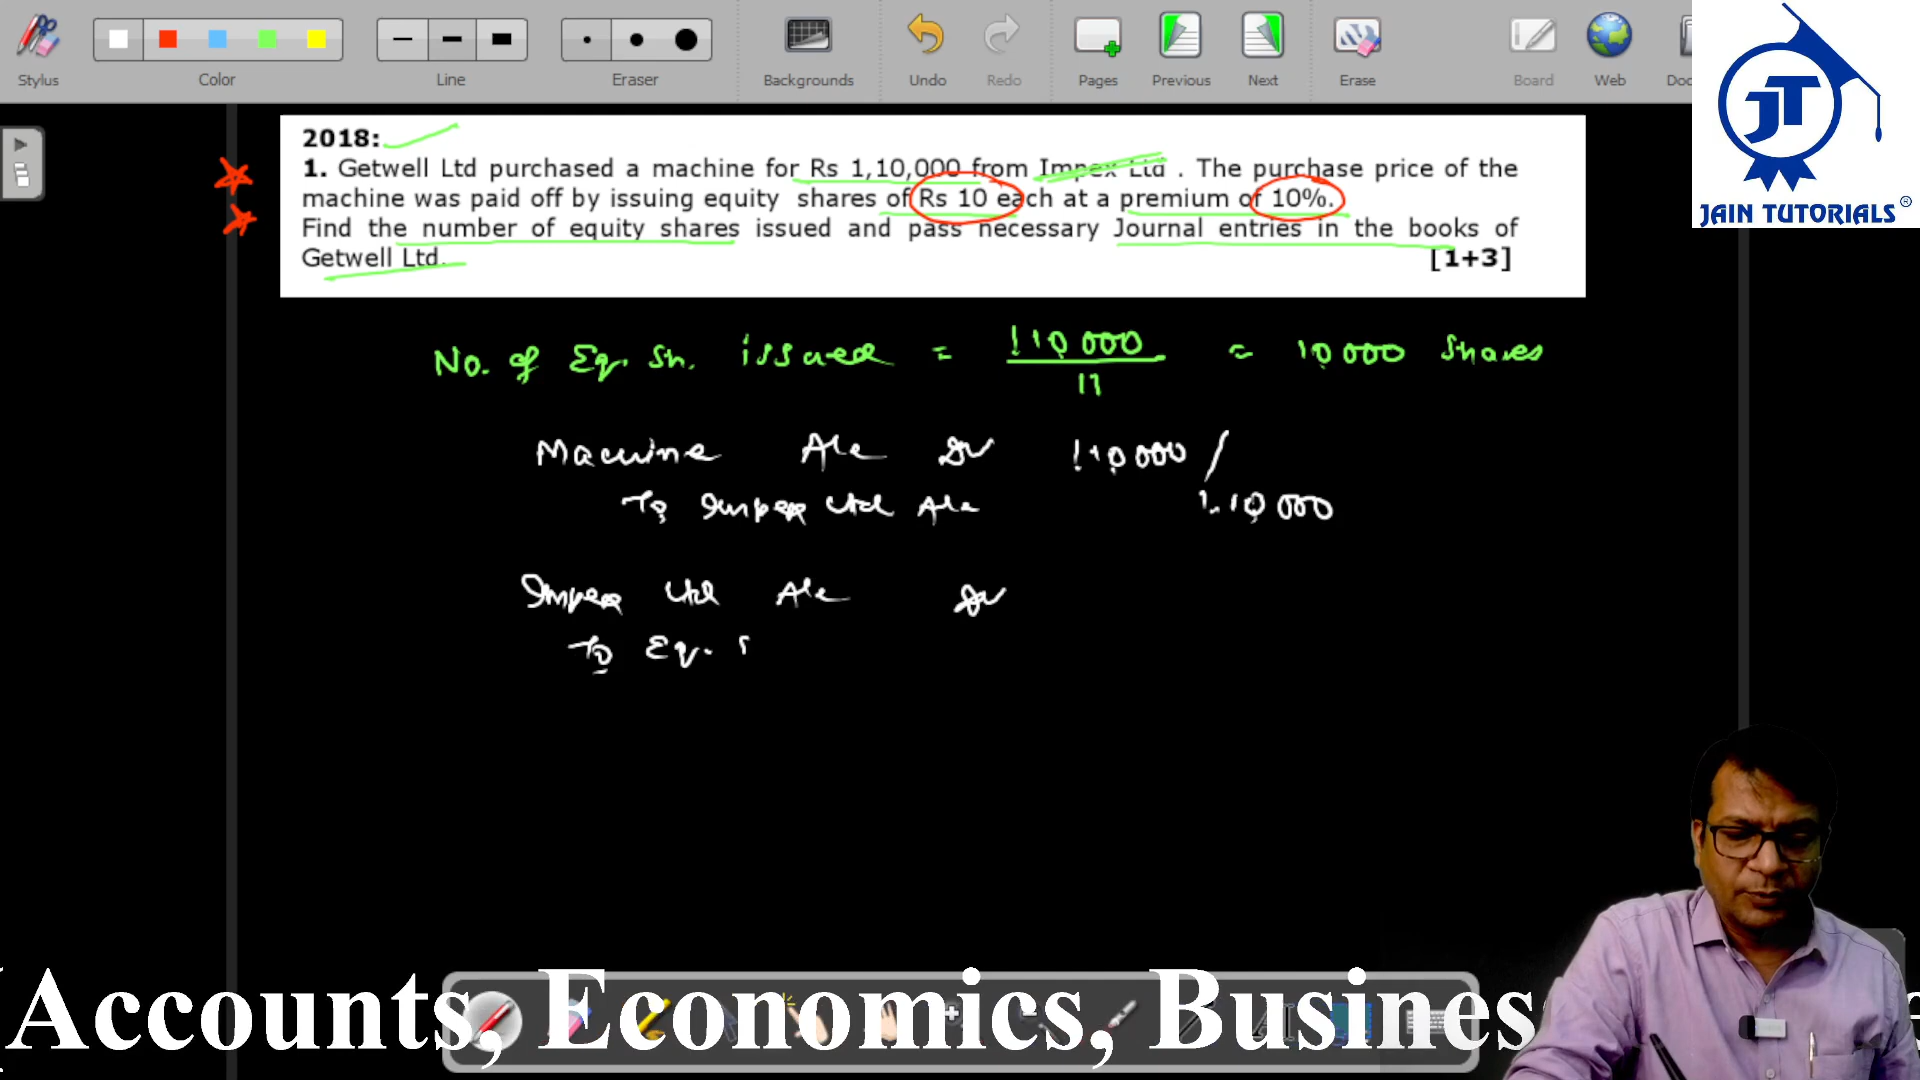 Stylus
Color
Line
Eraser
Backgrounds
Undo
Redo
Pages
Previous
Next
Erase
Board
Web
JT
JAIN TUTORIALS®
2018:
1. Getwell Ltd purchased a machine for Rs 1,10,000 from Impex Ltd . The purchase price of the
machine was paid off by issuing equity shares of Rs 10 each at a premium of 10%.
Find the number of equity shares issued and pass necessary Journal entries in the books of
Getwell Ltd.
[1+3]
No. of Eq. Sh. issued = 110000 / 11 = 10000 Shares
Machine A/c Dr 110000 /
To Impex Ltd A/c 1,10,000
Impex Ltd A/c Dr
To Eq.
Accounts, Economics, Busines